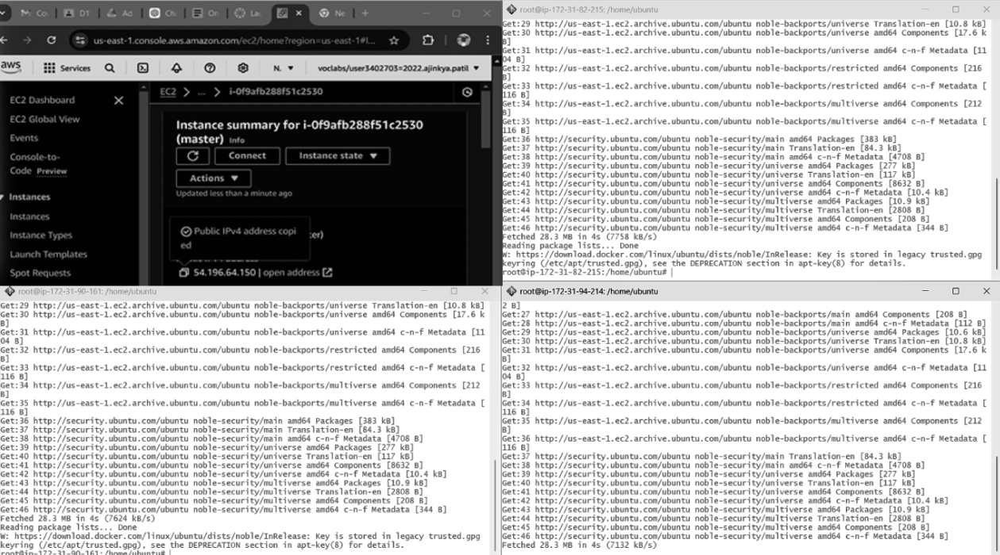 Co
D1
Ad
Cha
On
La
Ne
us-east-1.console.aws.amazon.com/ec2/home?region=us-east-1#I...
aws
Services
N.
voclabs/user3402703=2022.ajinkya.patil
EC2 Dashboard
EC2 Global View
Events
Console-to-
Code Preview
Instances
Instances
Instance Types
Launch Templates
Spot Requests
EC2 > ... > i-0f9afb288f51c2530
Instance summary for i-0f9afb288f51c2530
(master) Info
Connect
Instance state
Actions
Updated less than a minute ago
Public IPv4 address copi
ed
54.196.64.150 | open address
root@ip-172-31-82-215: /home/ubuntu
Get:29 http://us-east-1.ec2.archive.ubuntu.com/ubuntu noble-backports/universe Translation-en [10.8 kB]
Get:30 http://us-east-1.ec2.archive.ubuntu.com/ubuntu noble-backports/universe amd64 Components [17.6 k
B]
Get:31 http://us-east-1.ec2.archive.ubuntu.com/ubuntu noble-backports/universe amd64 c-n-f Metadata [11
04 B]
Get:32 http://us-east-1.ec2.archive.ubuntu.com/ubuntu noble-backports/restricted amd64 Components [216
B]
Get:33 http://us-east-1.ec2.archive.ubuntu.com/ubuntu noble-backports/restricted amd64 c-n-f Metadata [
116 B]
Get:34 http://us-east-1.ec2.archive.ubuntu.com/ubuntu noble-backports/multiverse amd64 Components [212
B]
Get:35 http://us-east-1.ec2.archive.ubuntu.com/ubuntu noble-backports/multiverse amd64 c-n-f Metadata [
116 B]
Get:36 http://security.ubuntu.com/ubuntu noble-security/main amd64 Packages [383 kB]
Get:37 http://security.ubuntu.com/ubuntu noble-security/main Translation-en [84.3 kB]
Get:38 http://security.ubuntu.com/ubuntu noble-security/main amd64 c-n-f Metadata [4708 B]
Get:39 http://security.ubuntu.com/ubuntu noble-security/universe amd64 Packages [277 kB]
Get:40 http://security.ubuntu.com/ubuntu noble-security/universe Translation-en [117 kB]
Get:41 http://security.ubuntu.com/ubuntu noble-security/universe amd64 Components [8632 B]
Get:42 http://security.ubuntu.com/ubuntu noble-security/universe amd64 c-n-f Metadata [10.4 kB]
Get:43 http://security.ubuntu.com/ubuntu noble-security/multiverse amd64 Packages [10.9 kB]
Get:44 http://security.ubuntu.com/ubuntu noble-security/multiverse Translation-en [2808 B]
Get:45 http://security.ubuntu.com/ubuntu noble-security/multiverse amd64 Components [208 B]
Get:46 http://security.ubuntu.com/ubuntu noble-security/multiverse amd64 c-n-f Metadata [344 B]
Fetched 28.3 MB in 4s (7758 kB/s)
Reading package lists... Done
W: https://download.docker.com/linux/ubuntu/dists/noble/InRelease: Key is stored in legacy trusted.gpg
keyring (/etc/apt/trusted.gpg), see the DEPRECATION section in apt-key(8) for details.
root@ip-172-31-82-215:/home/ubuntu#
root@ip-172-31-90-161: /home/ubuntu
Get:29 http://us-east-1.ec2.archive.ubuntu.com/ubuntu noble-backports/universe Translation-en [10.8 kB]
Get:30 http://us-east-1.ec2.archive.ubuntu.com/ubuntu noble-backports/universe amd64 Components [17.6 k
B]
Get:31 http://us-east-1.ec2.archive.ubuntu.com/ubuntu noble-backports/universe amd64 c-n-f Metadata [11
04 B]
Get:32 http://us-east-1.ec2.archive.ubuntu.com/ubuntu noble-backports/restricted amd64 Components [216
B]
Get:33 http://us-east-1.ec2.archive.ubuntu.com/ubuntu noble-backports/restricted amd64 c-n-f Metadata [
116 B]
Get:34 http://us-east-1.ec2.archive.ubuntu.com/ubuntu noble-backports/multiverse amd64 Components [212
B]
Get:35 http://us-east-1.ec2.archive.ubuntu.com/ubuntu noble-backports/multiverse amd64 c-n-f Metadata [
116 B]
Get:36 http://security.ubuntu.com/ubuntu noble-security/main amd64 Packages [383 kB]
Get:37 http://security.ubuntu.com/ubuntu noble-security/main Translation-en [84.3 kB]
Get:38 http://security.ubuntu.com/ubuntu noble-security/main amd64 c-n-f Metadata [4708 B]
Get:39 http://security.ubuntu.com/ubuntu noble-security/universe amd64 Packages [277 kB]
Get:40 http://security.ubuntu.com/ubuntu noble-security/universe Translation-en [117 kB]
Get:41 http://security.ubuntu.com/ubuntu noble-security/universe amd64 Components [8632 B]
Get:42 http://security.ubuntu.com/ubuntu noble-security/universe amd64 c-n-f Metadata [10.4 kB]
Get:43 http://security.ubuntu.com/ubuntu noble-security/multiverse amd64 Packages [10.9 kB]
Get:44 http://security.ubuntu.com/ubuntu noble-security/multiverse Translation-en [2808 B]
Get:45 http://security.ubuntu.com/ubuntu noble-security/multiverse amd64 Components [208 B]
Get:46 http://security.ubuntu.com/ubuntu noble-security/multiverse amd64 c-n-f Metadata [344 B]
Fetched 28.3 MB in 4s (7624 kB/s)
Reading package lists... Done
W: https://download.docker.com/linux/ubuntu/dists/noble/InRelease: Key is stored in legacy trusted.gpg
keyring (/etc/apt/trusted.gpg), see the DEPRECATION section in apt-key(8) for details.
root@ip-172-31-90-161:/home/ubuntu#
root@ip-172-31-94-214: /home/ubuntu
2 B]
Get:27 http://us-east-1.ec2.archive.ubuntu.com/ubuntu noble-backports/main amd64 Components [208 B]
Get:28 http://us-east-1.ec2.archive.ubuntu.com/ubuntu noble-backports/main amd64 c-n-f Metadata [112 B]
Get:29 http://us-east-1.ec2.archive.ubuntu.com/ubuntu noble-backports/universe amd64 Packages [10.6 kB]
Get:30 http://us-east-1.ec2.archive.ubuntu.com/ubuntu noble-backports/universe Translation-en [10.8 kB]
Get:31 http://us-east-1.ec2.archive.ubuntu.com/ubuntu noble-backports/universe amd64 Components [17.6 k
B]
Get:32 http://us-east-1.ec2.archive.ubuntu.com/ubuntu noble-backports/universe amd64 c-n-f Metadata [11
04 B]
Get:33 http://us-east-1.ec2.archive.ubuntu.com/ubuntu noble-backports/restricted amd64 Components [216
B]
Get:34 http://us-east-1.ec2.archive.ubuntu.com/ubuntu noble-backports/restricted amd64 c-n-f Metadata [
116 B]
Get:35 http://us-east-1.ec2.archive.ubuntu.com/ubuntu noble-backports/multiverse amd64 Components [212
B]
Get:36 http://us-east-1.ec2.archive.ubuntu.com/ubuntu noble-backports/multiverse amd64 c-n-f Metadata [
116 B]
Get:37 http://security.ubuntu.com/ubuntu noble-security/main Translation-en [84.3 kB]
Get:38 http://security.ubuntu.com/ubuntu noble-security/main amd64 c-n-f Metadata [4708 B]
Get:39 http://security.ubuntu.com/ubuntu noble-security/universe amd64 Packages [277 kB]
Get:40 http://security.ubuntu.com/ubuntu noble-security/universe Translation-en [117 kB]
Get:41 http://security.ubuntu.com/ubuntu noble-security/universe amd64 Components [8632 B]
Get:42 http://security.ubuntu.com/ubuntu noble-security/universe amd64 c-n-f Metadata [10.4 kB]
Get:43 http://security.ubuntu.com/ubuntu noble-security/multiverse amd64 Packages [10.9 kB]
Get:44 http://security.ubuntu.com/ubuntu noble-security/multiverse Translation-en [2808 B]
Get:45 http://security.ubuntu.com/ubuntu noble-security/multiverse amd64 Components [208 B]
Get:46 http://security.ubuntu.com/ubuntu noble-security/multiverse amd64 c-n-f Metadata [344 B]
Fetched 28.3 MB in 4s (7132 kB/s)